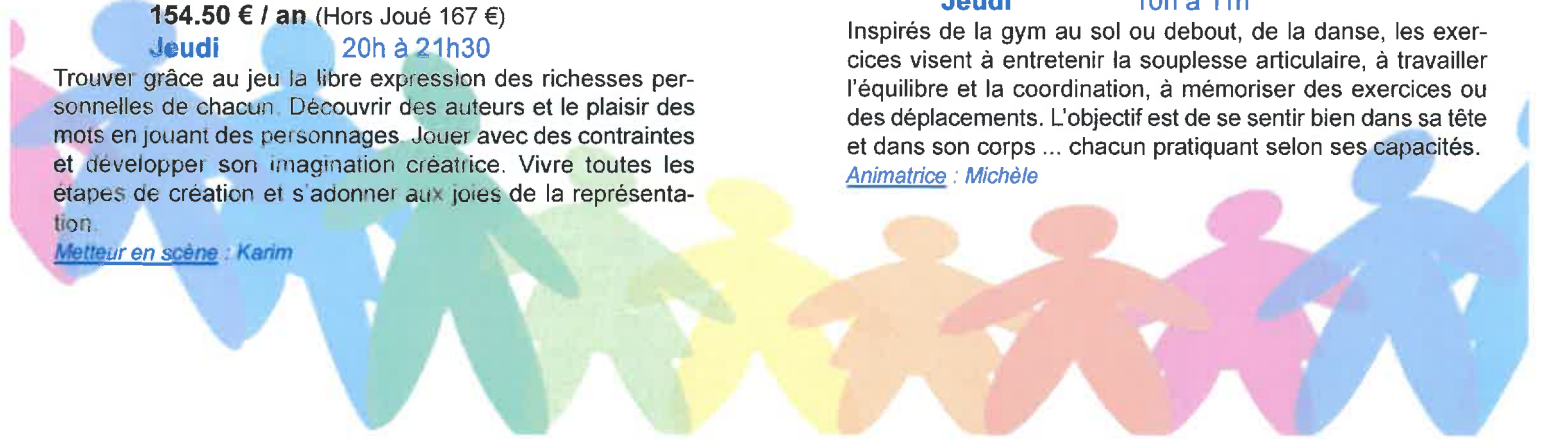 154.50 € / an (Hors Joué 167 €)
Jeudi 20h à 21h30
Trouver grâce au jeu la libre expression des richesses per-
sonnelles de chacun. Découvrir des auteurs et le plaisir des
mots en jouant des personnages. Jouer avec des contraintes
et développer son imagination créatrice. Vivre toutes les
étapes de création et s'adonner aux joies de la représenta-
tion.
Metteur en scène : Karim
Jeudi 10h à 11h
Inspirés de la gym au sol ou debout, de la danse, les exer-
cices visent à entretenir la souplesse articulaire, à travailler
l'équilibre et la coordination, à mémoriser des exercices ou
des déplacements. L'objectif est de se sentir bien dans sa tête
et dans son corps ... chacun pratiquant selon ses capacités.
Animatrice : Michèle